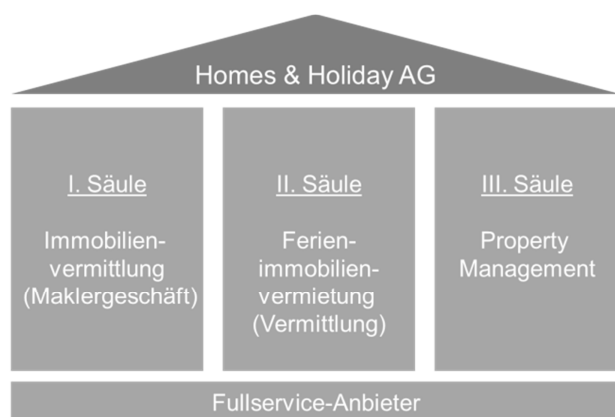 Homes & Holiday AG
I. Säule
Immobilien-
vermittlung
(Maklergeschäft)
II. Säule
Ferien-
immobilien-
vermietung
(Vermittlung)
III. Säule
Property
Management
Fullservice-Anbieter